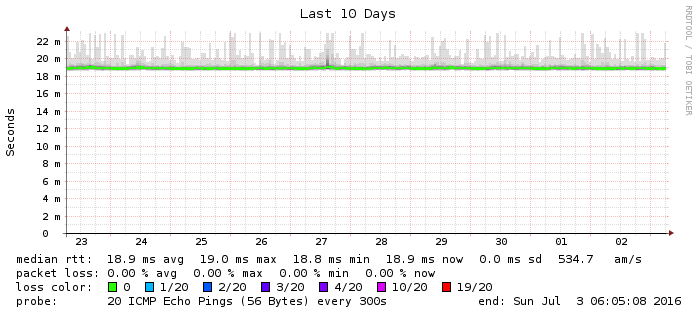 Last 10 Days
RRDTOOL / TOBI OETIKER
Seconds
22 m
20 m
18 m
16 m
14 m
12 m
10 m
8 m
6 m
4 m
2 m
0
23 24 25 26 27 28 29 30 01 02
median rtt: 18.9 ms avg 19.0 ms max 18.8 ms min 18.9 ms now 0.0 ms sd 534.7 am/s
packet loss: 0.00 % avg 0.00 % max 0.00 % min 0.00 % now
loss color: 0 1/20 2/20 3/20 4/20 10/20 19/20
probe: 20 ICMP Echo Pings (56 Bytes) every 300s end: Sun Jul 3 06:05:08 2016